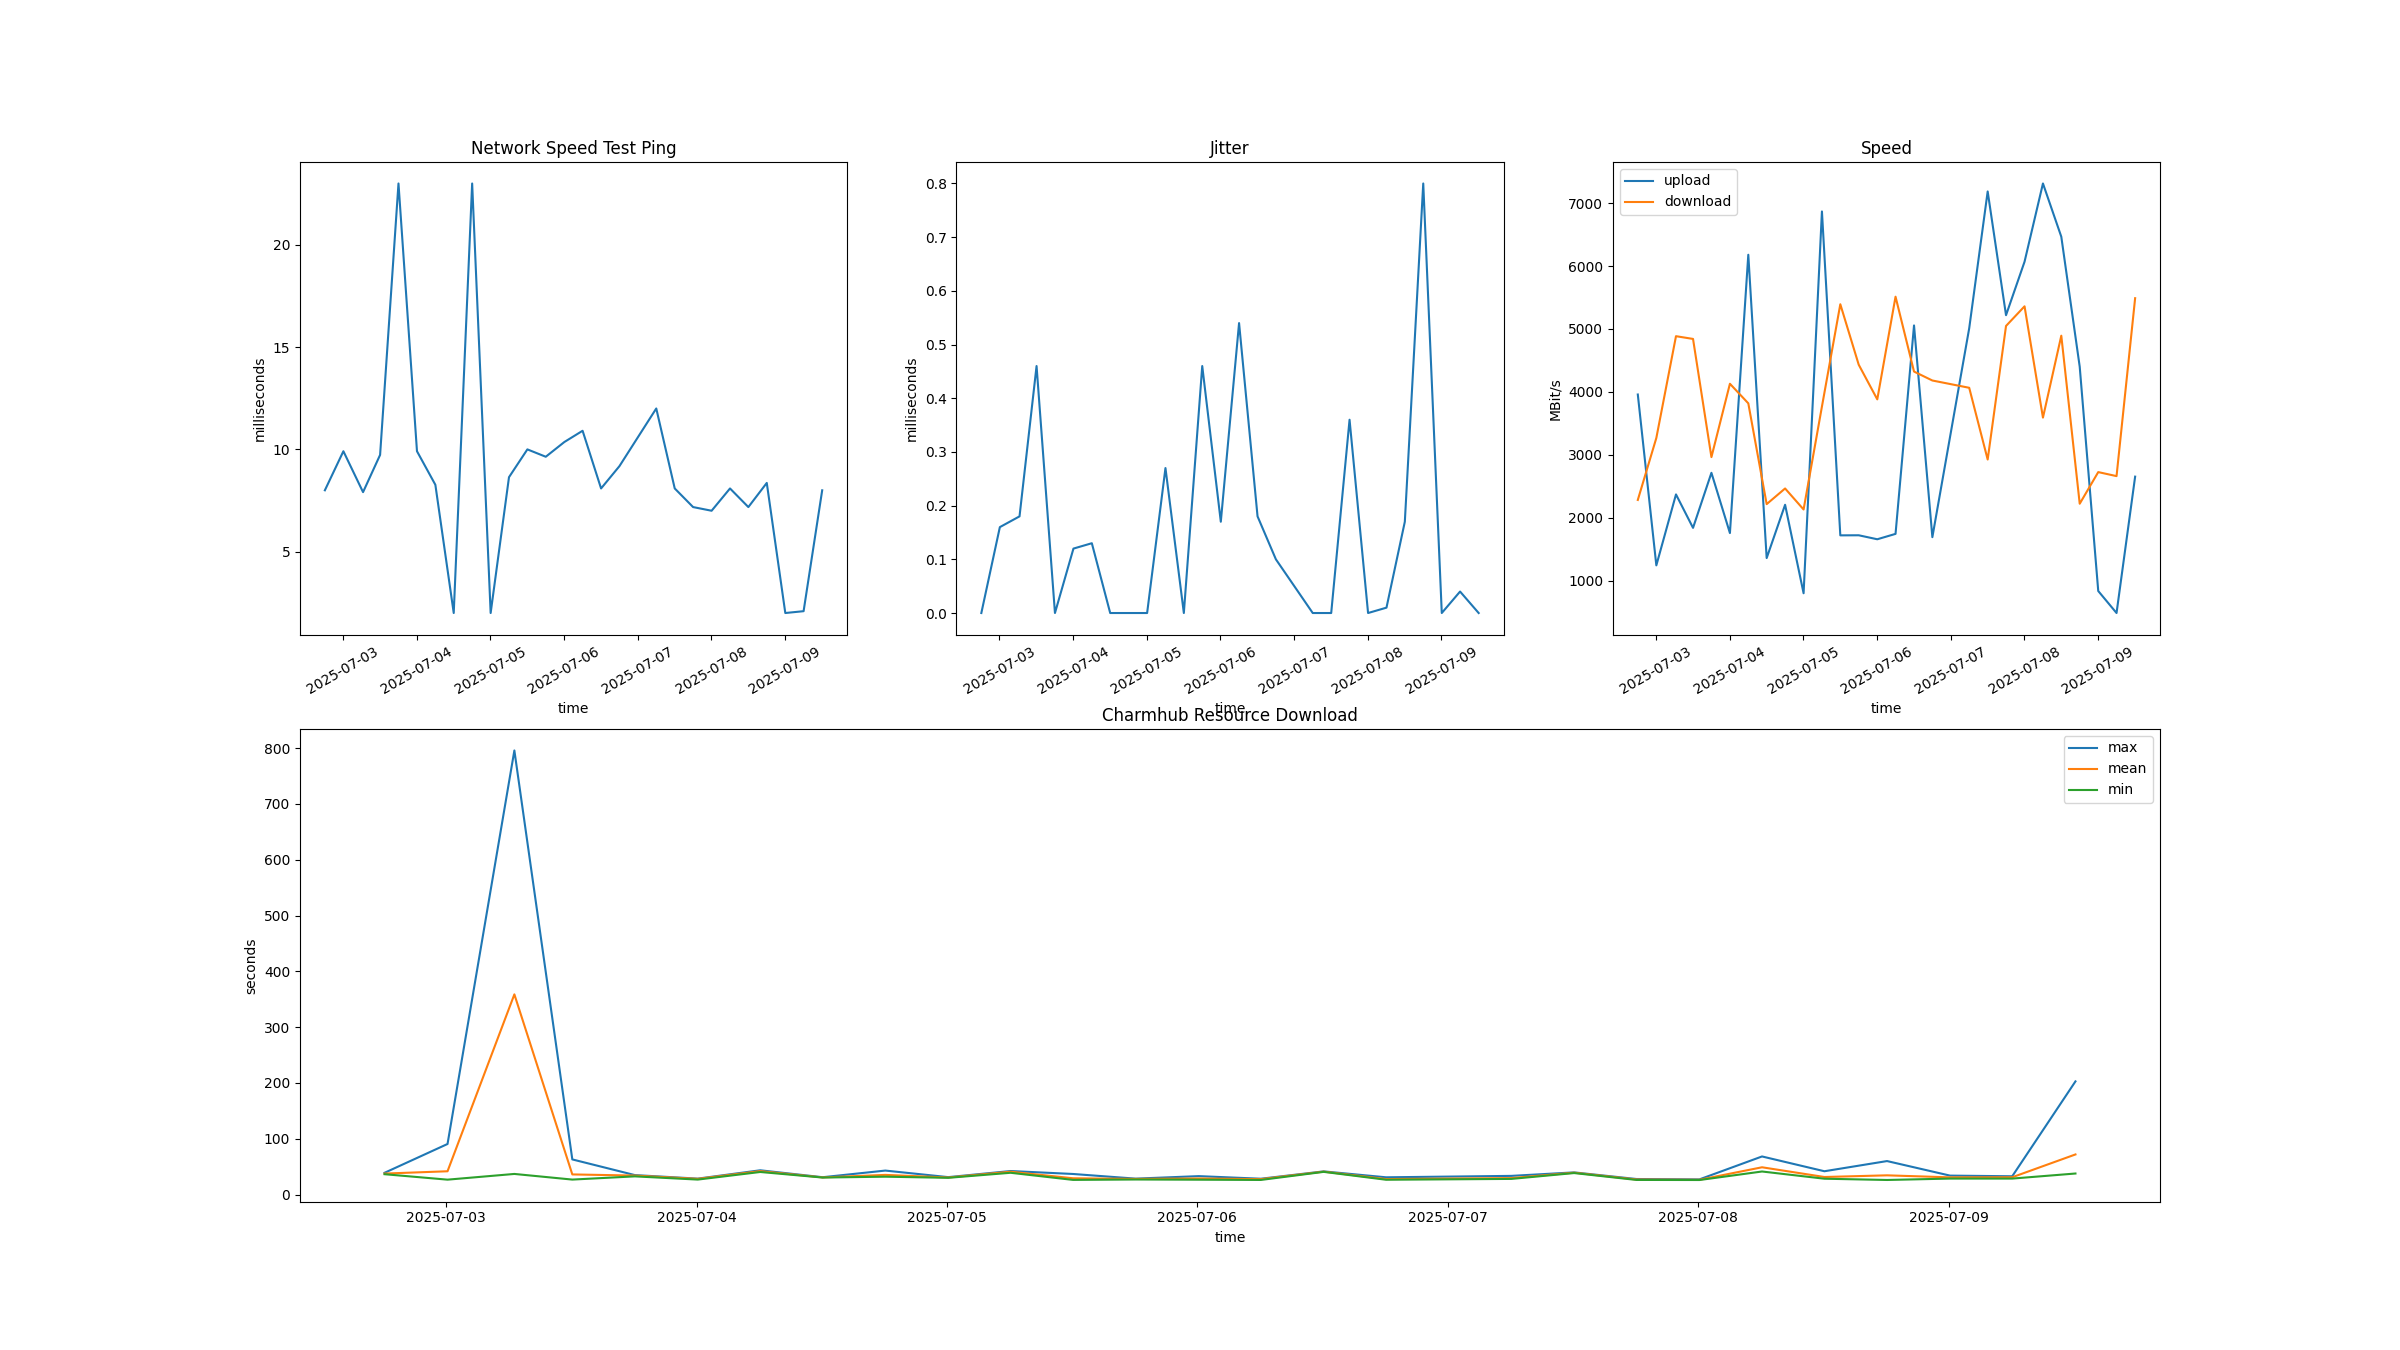 Network Speed Test Ping
milliseconds
20
15
10
5
2025-07-03 2025-07-04 2025-07-05 2025-07-06 2025-07-07 2025-07-08 2025-07-09
time
Jitter
milliseconds
0.8
0.7
0.6
0.5
0.4
0.3
0.2
0.1
0.0
2025-07-03 2025-07-04 2025-07-05 2025-07-06 2025-07-07 2025-07-08 2025-07-09
time
Speed
upload
download
MBit/s
7000
6000
5000
4000
3000
2000
1000
2025-07-03 2025-07-04 2025-07-05 2025-07-06 2025-07-07 2025-07-08 2025-07-09
time
Charmhub Resource Download
max
mean
min
seconds
800
700
600
500
400
300
200
100
0
2025-07-03 2025-07-04 2025-07-05 2025-07-06 2025-07-07 2025-07-08 2025-07-09
time